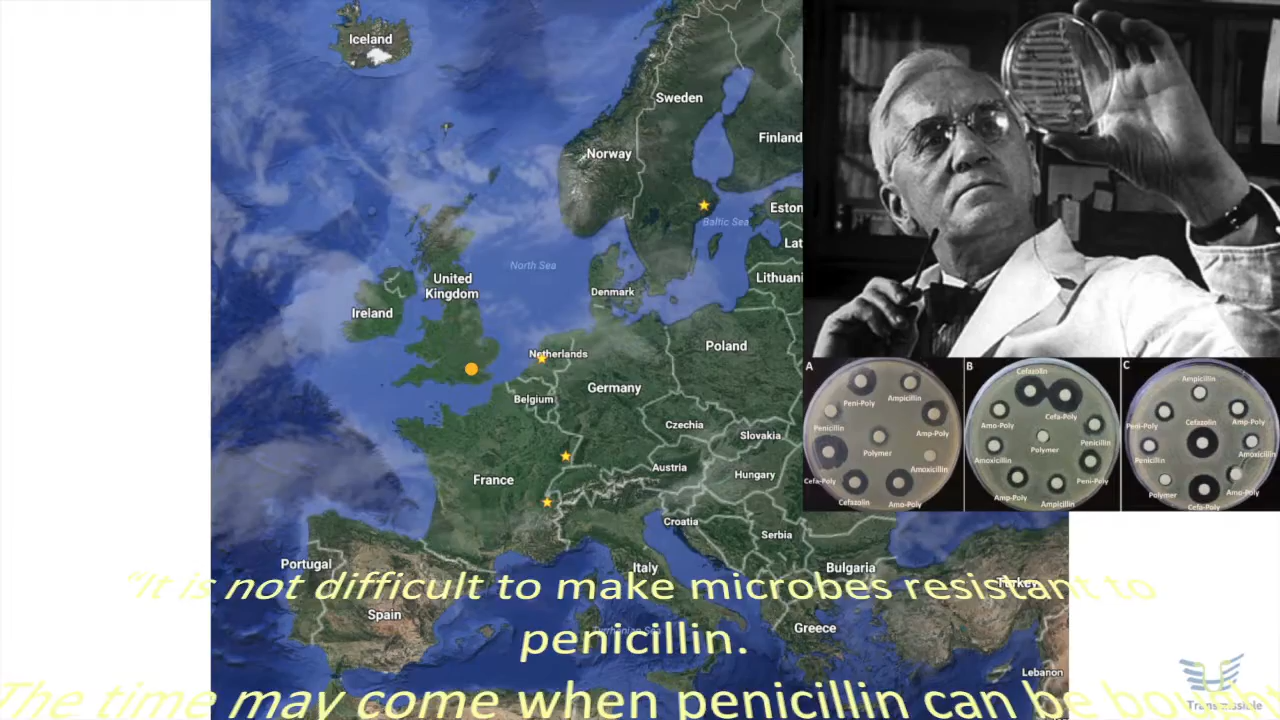 Iceland
Sweden
Finland
Norway
Eston
Baltic Sea
Lat
North Sea
United
Kingdom
Lithuani
Denmark
Ireland
Netherlands
Poland
Belgium
Germany
Czechia
Slovakia
France
Austria
Hungary
Croatia
Serbia
Portugal
Italy
Bulgaria
Turkey
Spain
Tyrrhenian Sea
Greece
Lebanon
A
Peni-Poly
Ampicillin
Penicillin
Amp-Poly
Polymer
Amoxicillin
Cefa-Poly
Cefazolin
Amo-Poly
B
Cefazolin
Cefa-Poly
Amo-Poly
Penicillin
Polymer
Amoxicillin
Peni-Poly
Amp-Poly
Ampicillin
C
Ampicillin
Peni-Poly
Cefazolin
Amp-Poly
Penicillin
Amoxicillin
Polymer
Amo-Poly
Cefa-Poly
"It is not difficult to make microbes resistant to
penicillin.
The time may come when penicillin can be bought
Transmissible